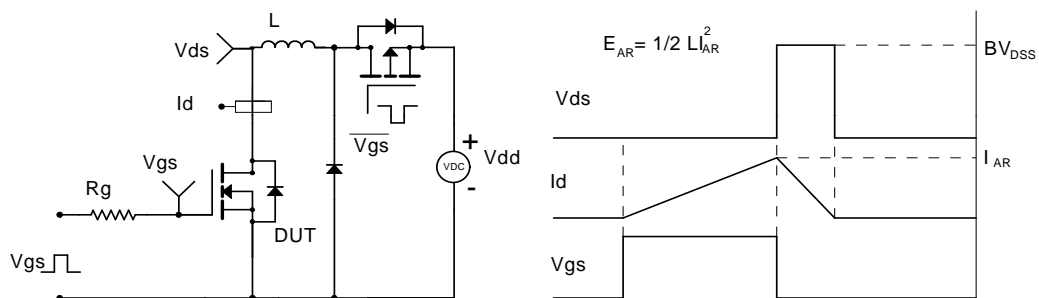 L
Vds
Id
Vgs
Rg
DUT
Vgs
Vgs
VDC
+
-
Vdd
E_AR = 1/2 LI_AR^2
Vds
BV_DSS
Id
I_AR
Vgs